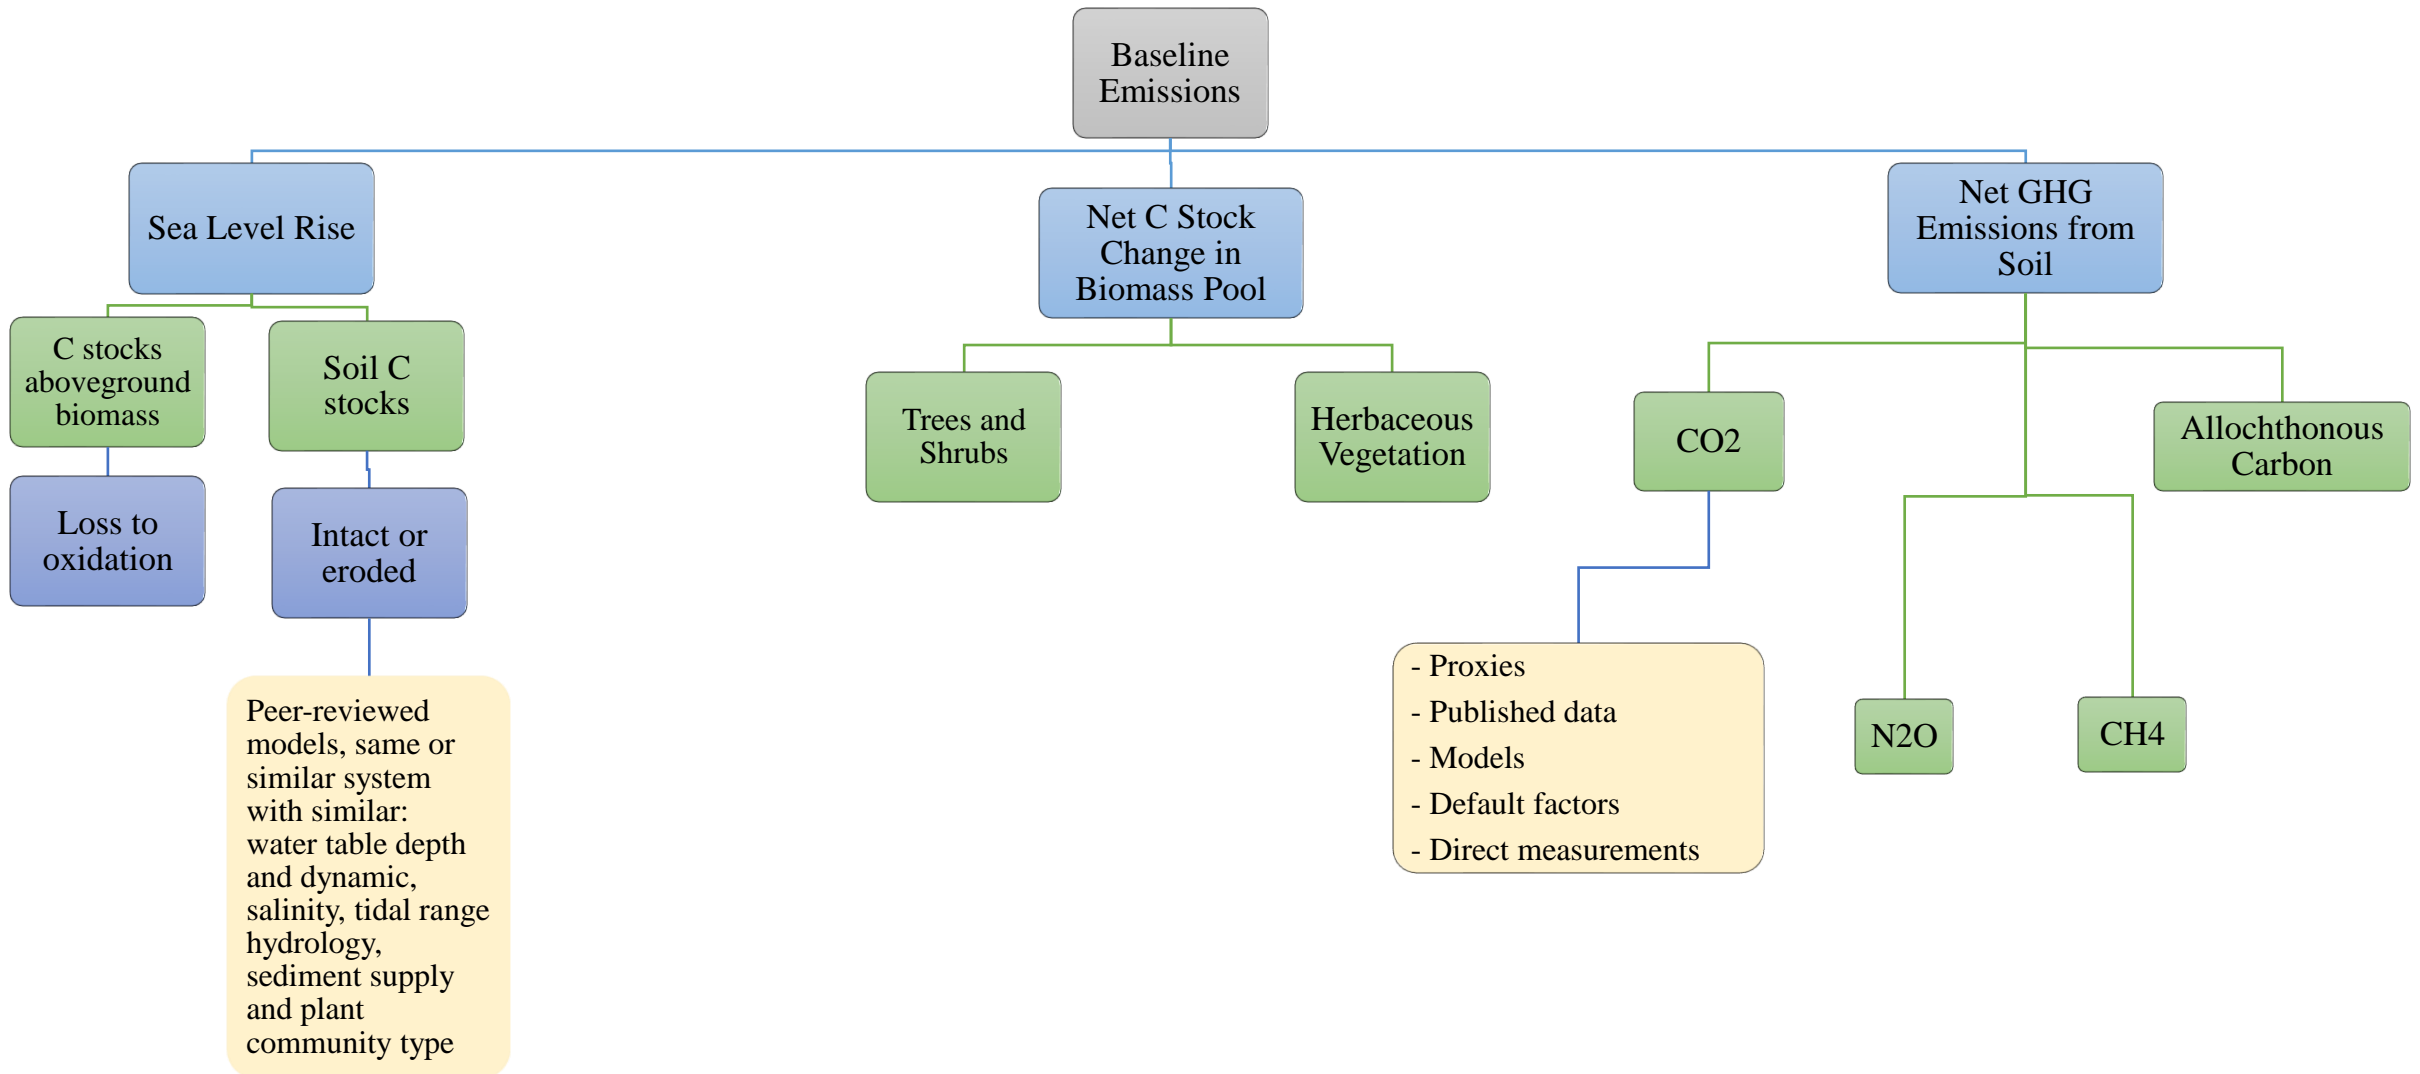 Baseline
Emissions
Sea Level Rise
Net C Stock
Change in
Biomass Pool
Net GHG
Emissions from
Soil
C stocks
aboveground
biomass
Soil C
stocks
Trees and
Shrubs
Herbaceous
Vegetation
CO2
Allochthonous
Carbon
Loss to
oxidation
Intact or
eroded
- Proxies
- Published data
- Models
- Default factors
- Direct measurements
N2O
CH4
Peer-reviewed
models, same or
similar system
with similar:
water table depth
and dynamic,
salinity, tidal range
hydrology,
sediment supply
and plant
community type